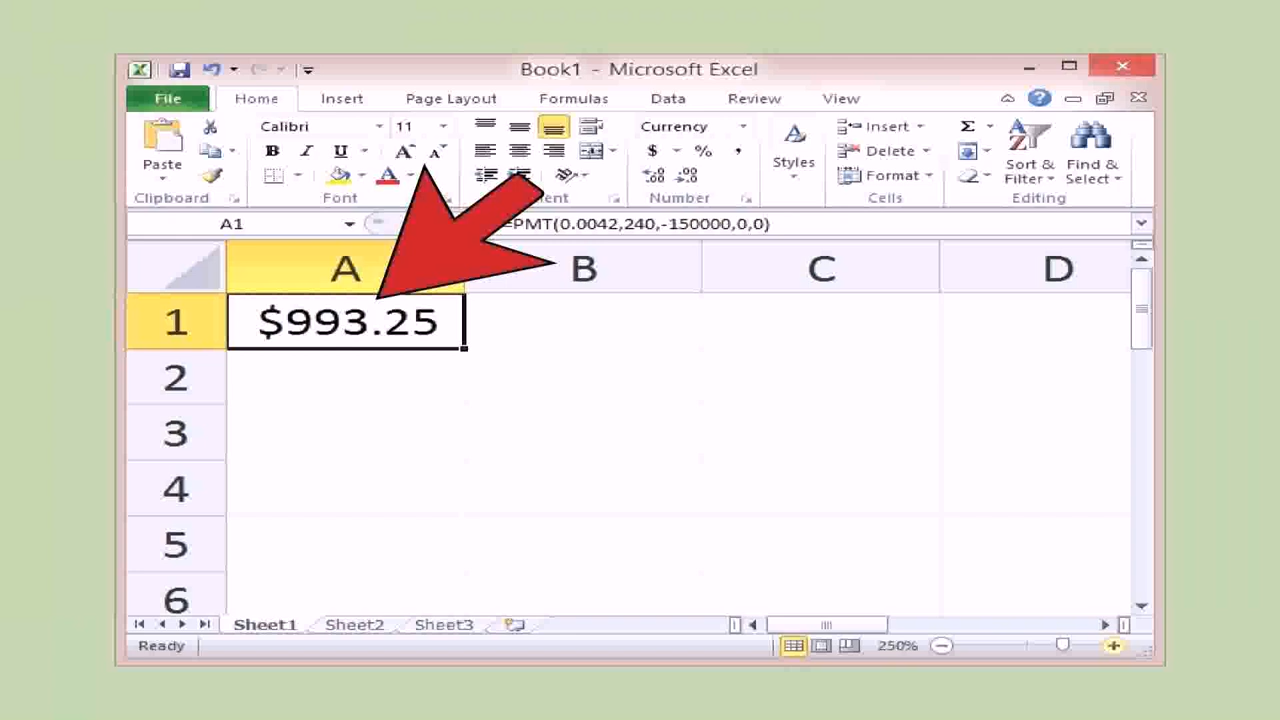 Book1 - Microsoft Excel
File Home Insert Page Layout Formulas Data Review View
Calibri 11 Currency Σ Insert
Paste B I U A A $ % , Styles Delete Sort & Filter Find & Select
A Format
Clipboard Font Number Cells Editing
A1 =PMT(0.0042,240,-150000,0,0)
A B C D
1 $993.25
2
3
4
5
6
Sheet1 Sheet2 Sheet3
Ready 250%